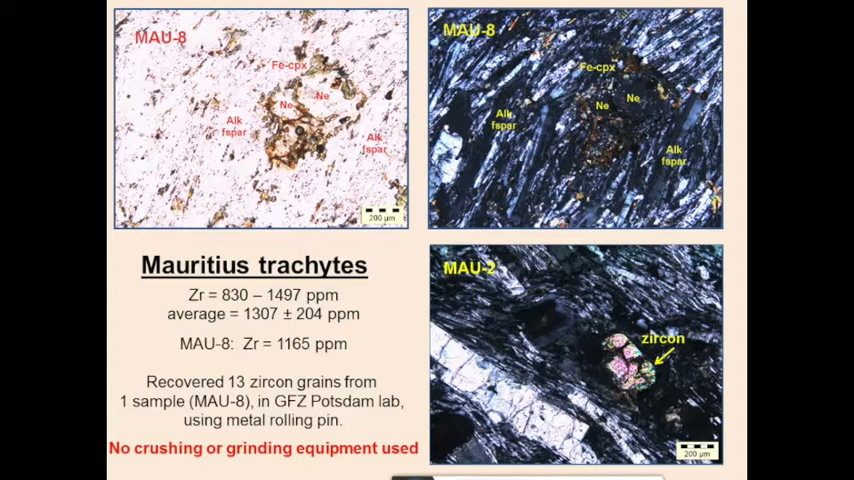 MAU-8
Fe-cpx
Ne
Ne
Alk
fspar
Alk
fspar
200 µm
MAU-8
Fe-cpx
Ne
Ne
Alk
fspar
Alk
fspar
Mauritius trachytes
Zr = 830 – 1497 ppm
average = 1307 ± 204 ppm
MAU-8: Zr = 1165 ppm
Recovered 13 zircon grains from
1 sample (MAU-8), in GFZ Potsdam lab,
using metal rolling pin.
No crushing or grinding equipment used
MAU-2
zircon
200 µm